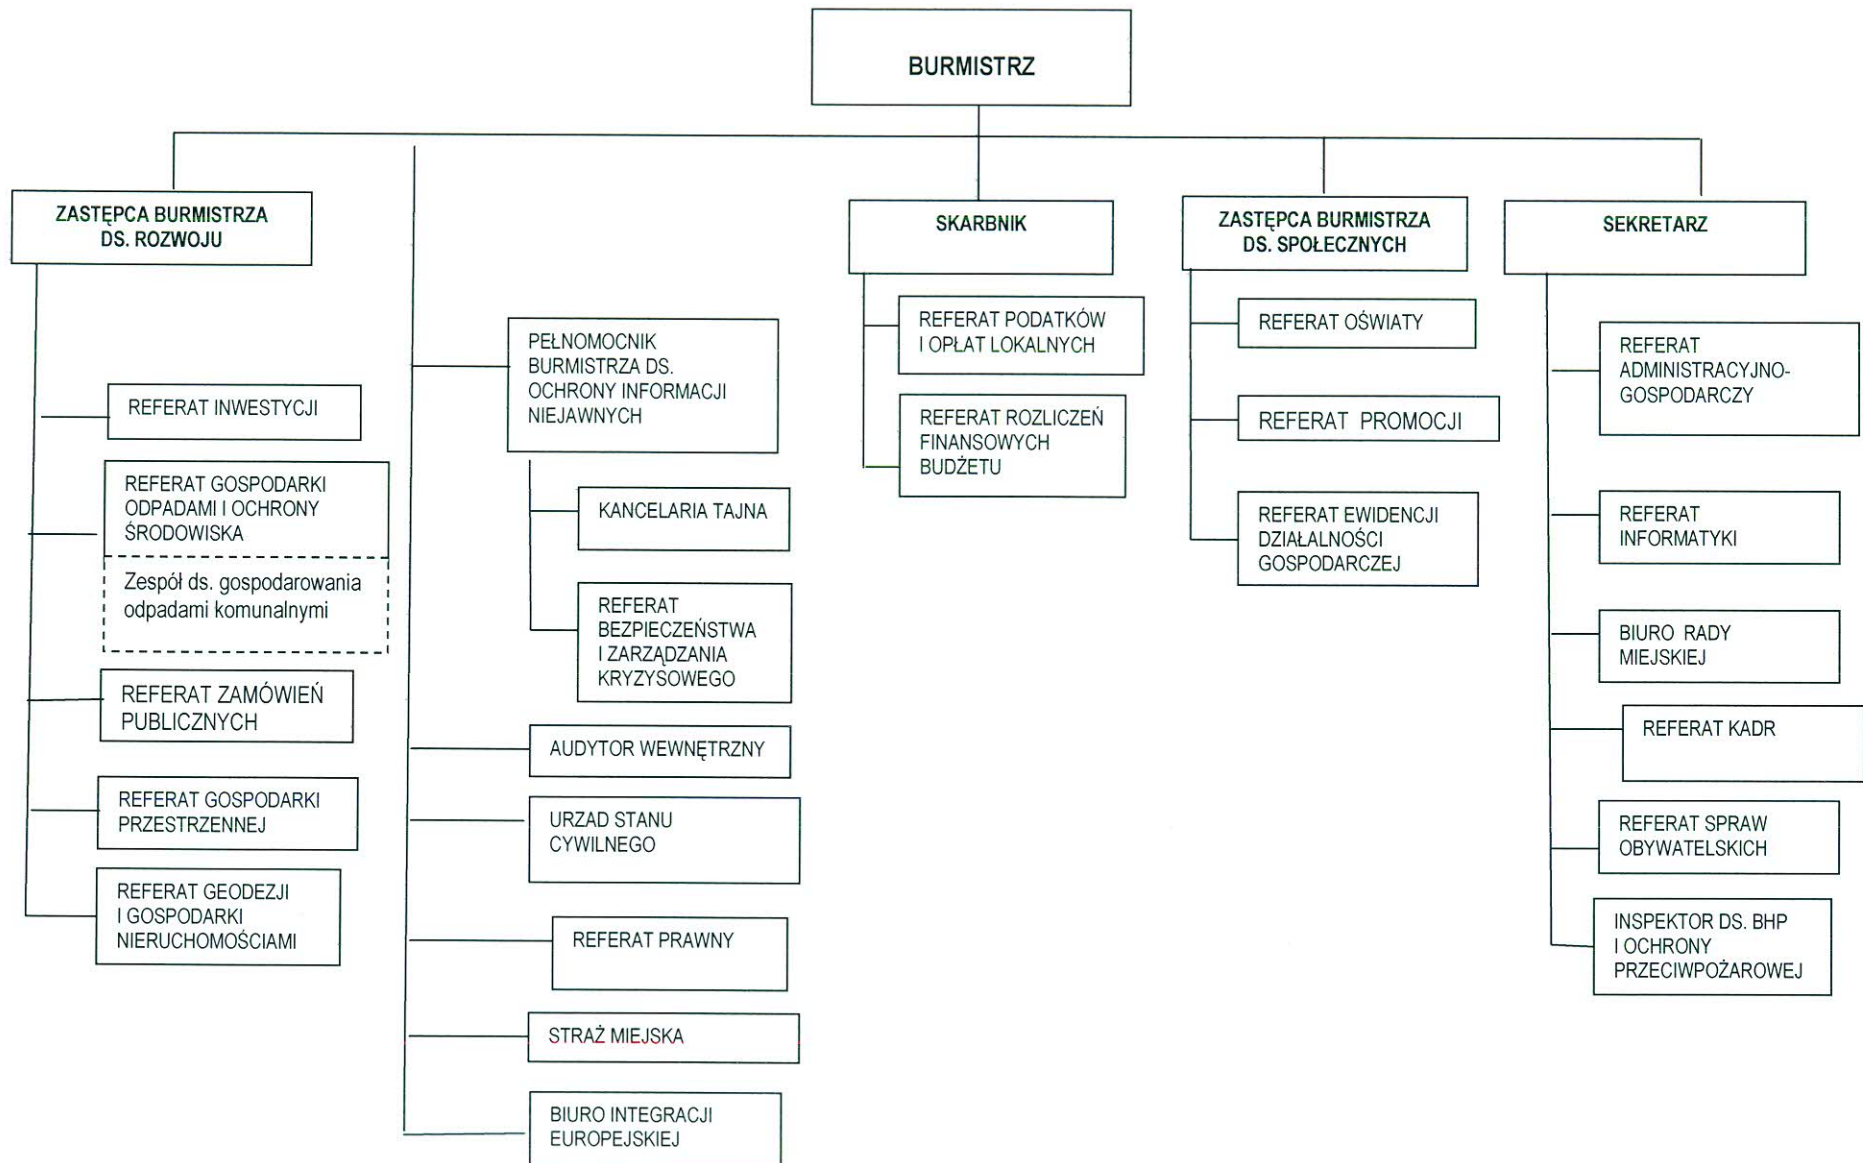 BURMISTRZ
ZASTĘPCA BURMISTRZA
DS. ROZWOJU
REFERAT INWESTYCJI
REFERAT GOSPODARKI
ODPADAMI I OCHRONY
ŚRODOWISKA
Zespół ds. gospodarowania
odpadami komunalnymi
REFERAT ZAMÓWIEŃ
PUBLICZNYCH
REFERAT GOSPODARKI
PRZESTRZENNEJ
REFERAT GEODEZJI
I GOSPODARKI
NIERUCHOMOŚCIAMI
PEŁNOMOCNIK
BURMISTRZA DS.
OCHRONY INFORMACJI
NIEJAWNYCH
KANCELARIA TAJNA
REFERAT
BEZPIECZEŃSTWA
I ZARZĄDZANIA
KRYZYSOWEGO
AUDYTOR WEWNĘTRZNY
URZAD STANU
CYWILNEGO
REFERAT PRAWNY
STRAŻ MIEJSKA
BIURO INTEGRACJI
EUROPEJSKIEJ
SKARBNIK
REFERAT PODATKÓW
I OPŁAT LOKALNYCH
REFERAT ROZLICZEŃ
FINANSOWYCH
BUDŻETU
ZASTĘPCA BURMISTRZA
DS. SPOŁECZNYCH
REFERAT OŚWIATY
REFERAT PROMOCJI
REFERAT EWIDENCJI
DZIAŁALNOŚCI
GOSPODARCZEJ
SEKRETARZ
REFERAT
ADMINISTRACYJNO-
GOSPODARCZY
REFERAT
INFORMATYKI
BIURO RADY
MIEJSKIEJ
REFERAT KADR
REFERAT SPRAW
OBYWATELSKICH
INSPEKTOR DS. BHP
I OCHRONY
PRZECIWPOŻAROWEJ